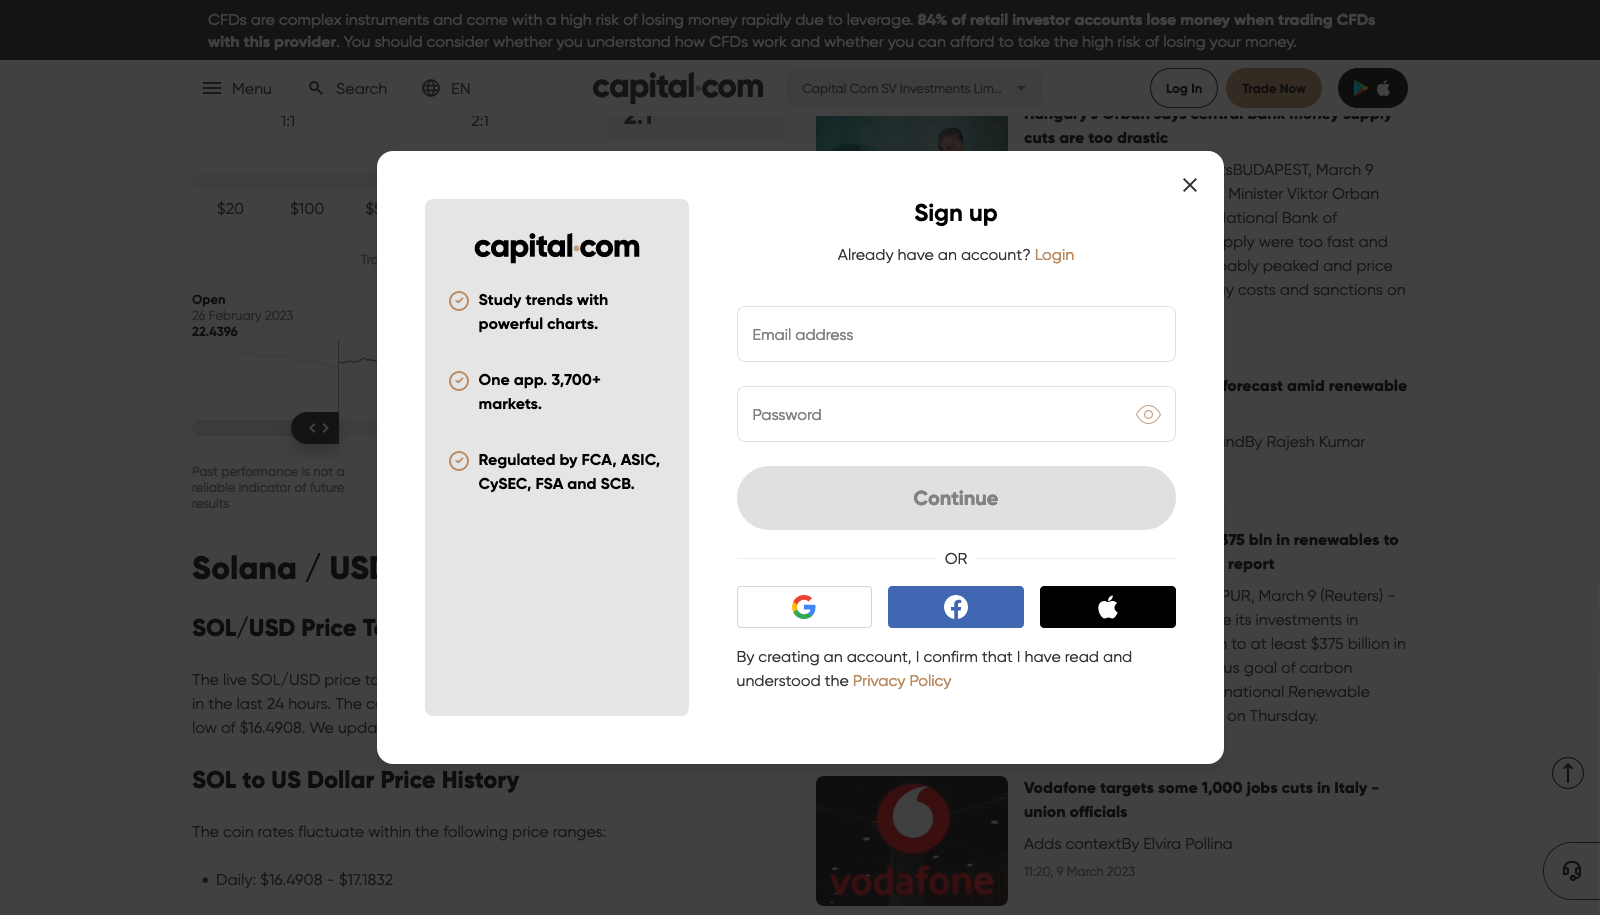 CFDs are complex instruments and come with a high risk of losing money rapidly due to leverage. 84% of retail investor accounts lose money when trading CFDs
with this provider. You should consider whether you understand how CFDs work and whether you can afford to take the high risk of losing your money.
Menu
Search
EN
capital.com
Capital Com SV Investments Lim...
Log In
Trade Now
1:1
2:1
2:1
$20
$100
Open
26 February 2023
22.4396
Past performance is not a
reliable indicator of future
results
Solana / USD
SOL/USD Price
The live SOL/USD price
in the last 24 hours. The
low of $16.4908. We
SOL to US Dollar Price History
The coin rates fluctuate within the following price ranges:
• Daily: $16.4908 - $17.1832
capital.com
Study trends with
powerful charts.
One app. 3,700+
markets.
Regulated by FCA, ASIC,
CySEC, FSA and SCB.
Sign up
Already have an account? Login
Email address
Password
Continue
OR
By creating an account, I confirm that I have read and
understood the Privacy Policy
Hungary's Orban says central bank money supply
cuts are too drastic
BUDAPEST, March 9
Minister Viktor Orban
National Bank of
were too fast and
peaked and price
costs and sanctions on
forecast amid renewable
By Rajesh Kumar
bln in renewables to
report
March 9 (Reuters) -
its investments in
to at least $375 billion in
goal of carbon
Renewable
on Thursday.
Vodafone targets some 1,000 jobs cuts in Italy -
union officials
Adds contextBy Elvira Pollina
11:20, 9 March 2023
vodafone